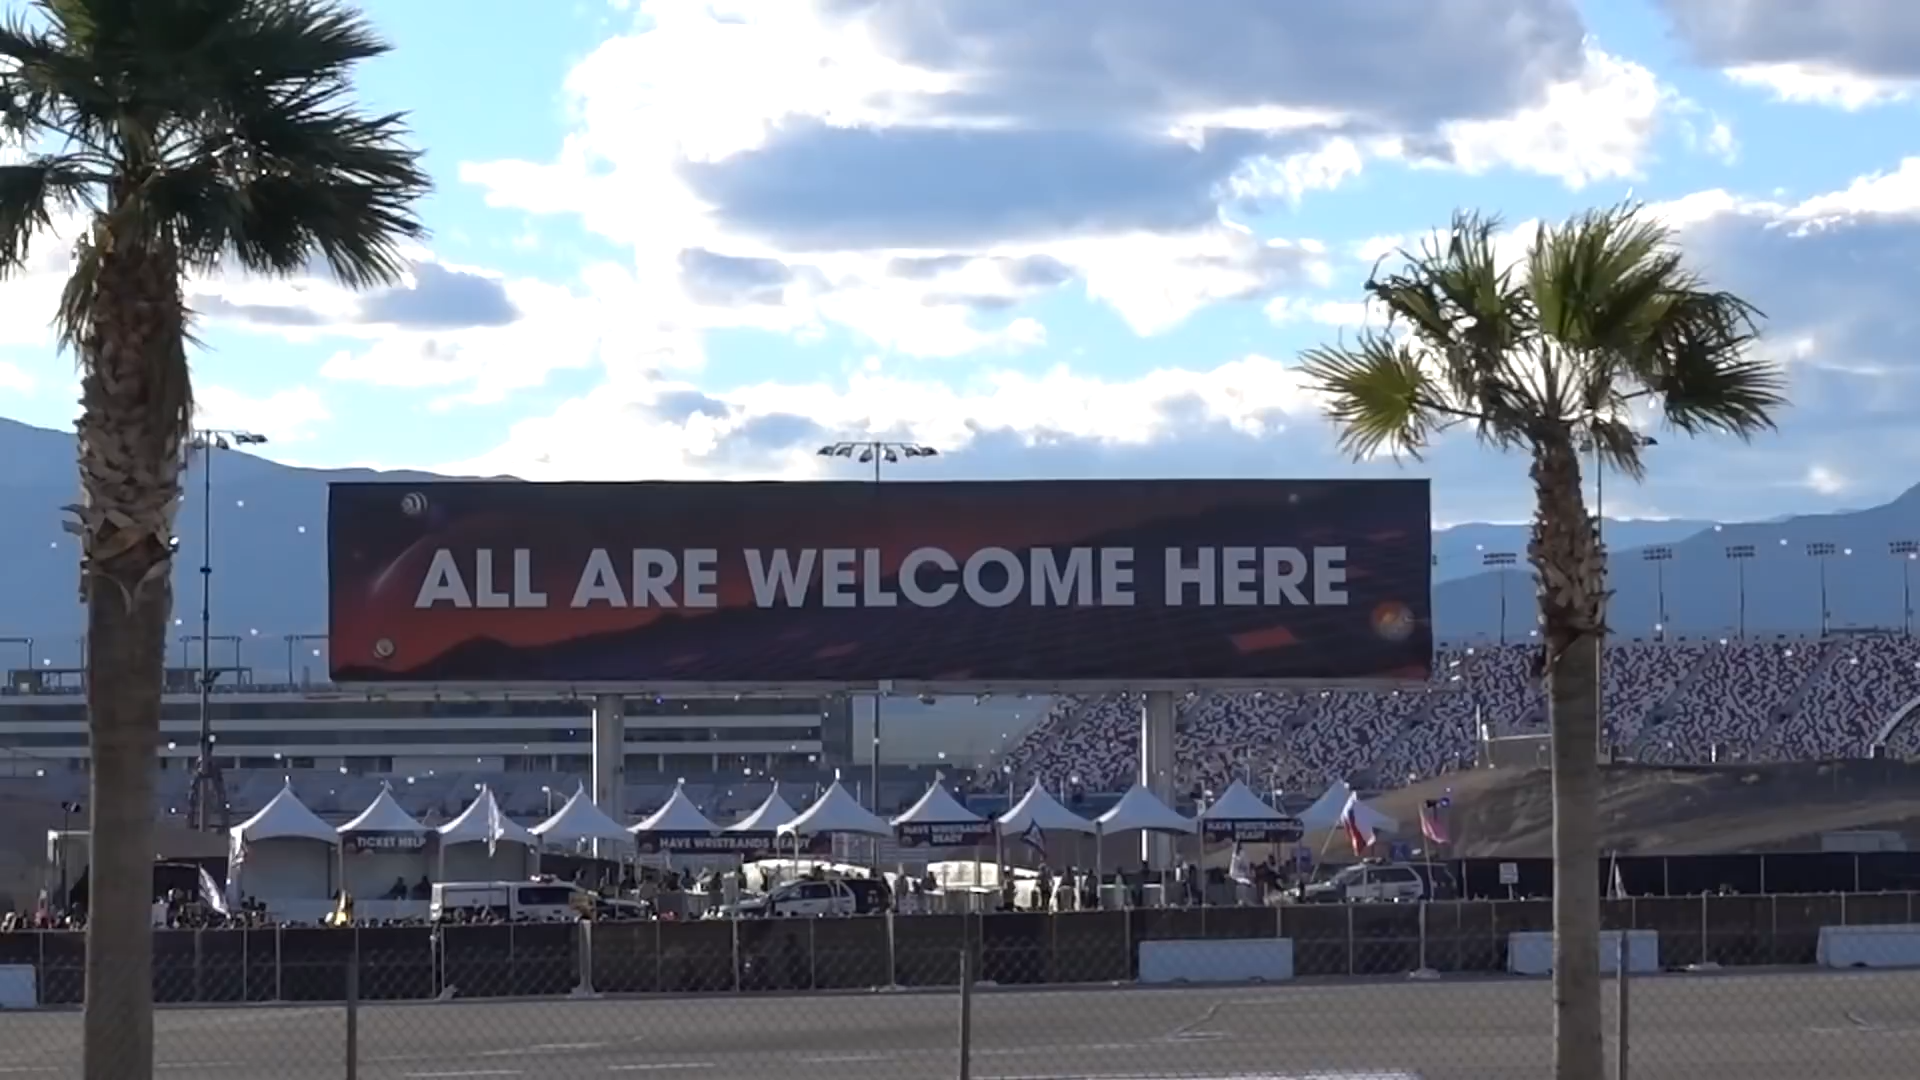 ALL ARE WELCOME HERE
TICKET HELP
HAVE WRISTBANDS READY
HAVE WRISTBANDS
READY
HAVE WRISTBANDS
READY